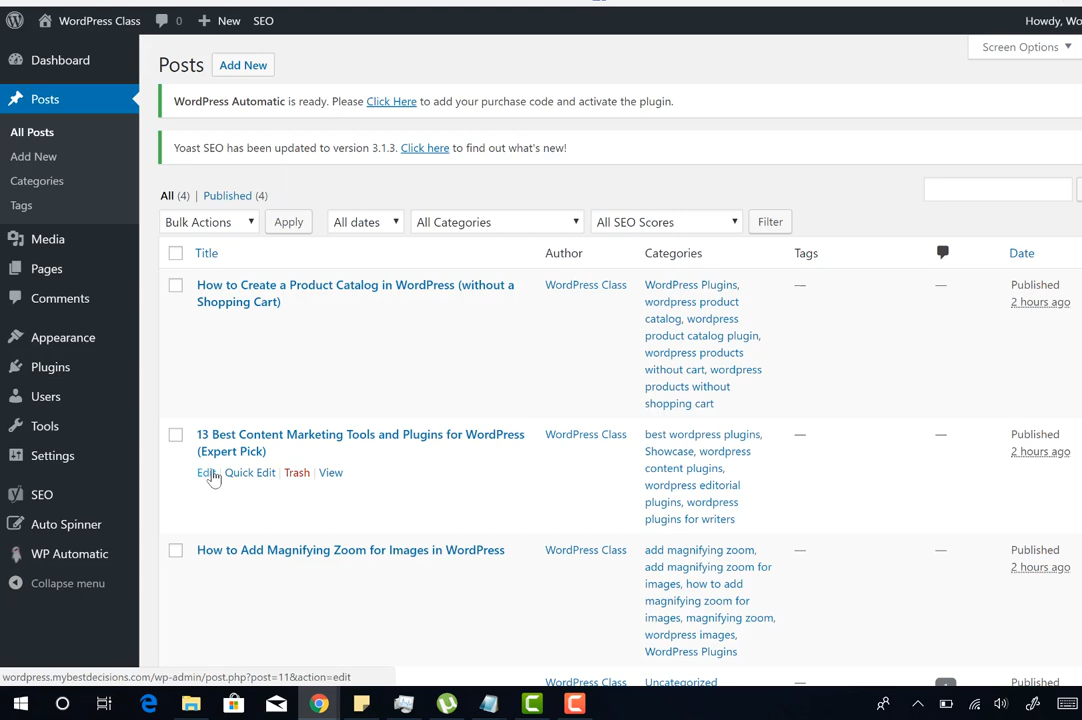 WordPress Class 0 New SEO Howdy, Wo
Screen Options
Dashboard
Posts
All Posts
Add New
Categories
Tags
Media
Pages
Comments
Appearance
Plugins
Users
Tools
Settings
SEO
Auto Spinner
WP Automatic
Collapse menu
Posts Add New
WordPress Automatic is ready. Please Click Here to add your purchase code and activate the plugin.
Yoast SEO has been updated to version 3.1.3. Click here to find out what's new!
All (4) | Published (4)
Bulk Actions Apply All dates All Categories All SEO Scores Filter
Title Author Categories Tags Date
How to Create a Product Catalog in WordPress (without a
Shopping Cart)
WordPress Class
WordPress Plugins,
wordpress product
catalog, wordpress
product catalog plugin,
wordpress products
without cart, wordpress
products without
shopping cart
—
—
Published
2 hours ago
13 Best Content Marketing Tools and Plugins for WordPress
(Expert Pick)
Edit | Quick Edit | Trash | View
WordPress Class
best wordpress plugins,
Showcase, wordpress
content plugins,
wordpress editorial
plugins, wordpress
plugins for writers
—
—
Published
2 hours ago
How to Add Magnifying Zoom for Images in WordPress
WordPress Class
add magnifying zoom,
add magnifying zoom for
images, how to add
magnifying zoom for
images, magnifying zoom,
wordpress images,
WordPress Plugins
—
—
Published
2 hours ago
WordPress Class
Uncategorized
Published
wordpress.mybestdecisions.com/wp-admin/post.php?post=11&action=edit